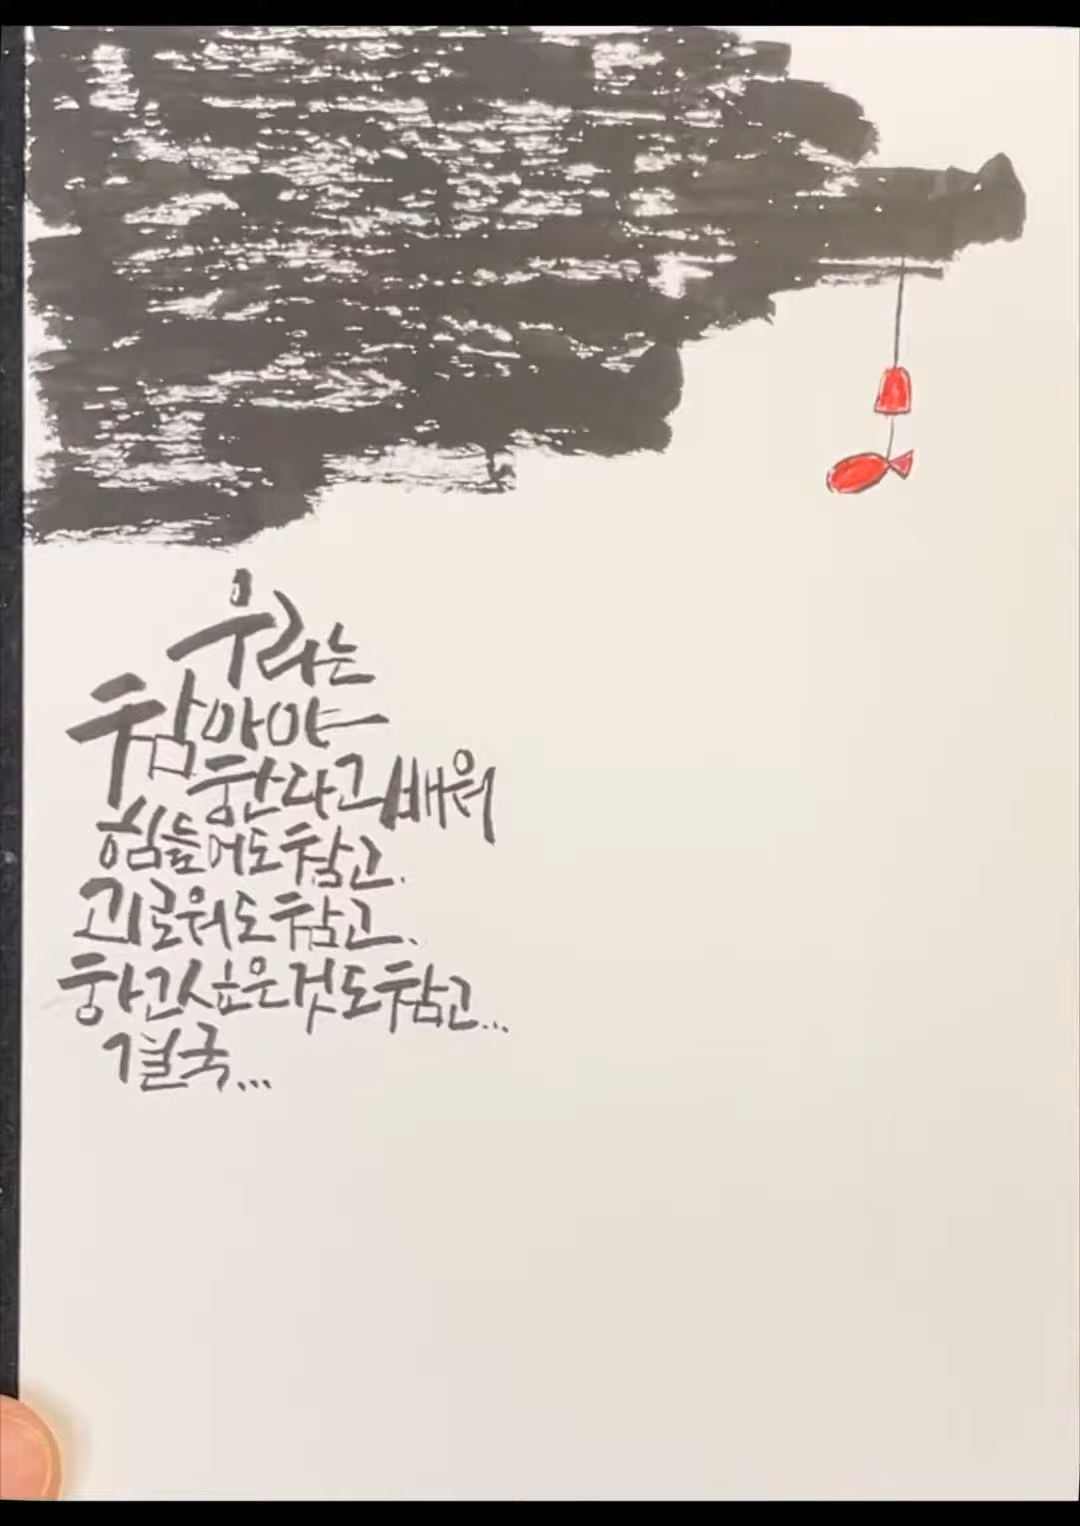 우리는
참아야
한다고 배워
힘들어도 참고.
괴로워도 참고.
하고싶은것도 참고...
결국...